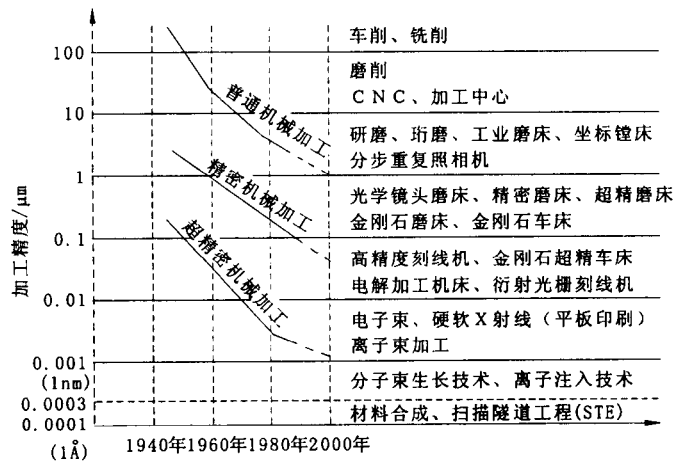 加工精度/μm
100
10
1
0.1
0.01
0.001
(1nm)
0.0003
0.0001
(1Å)
1940年
1960年
1980年
2000年
普通机械加工
精密机械加工
超精密机械加工
车削、铣削
磨削
CNC、加工中心
研磨、珩磨、工业磨床、坐标镗床
分步重复照相机
光学镜头磨床、精密磨床、超精磨床
金刚石磨床、金刚石车床
高精度刻线机、金刚石超精车床
电解加工机床、衍射光栅刻线机
电子束、硬软X射线（平板印刷）
离子束加工
分子束生长技术、离子注入技术
材料合成、扫描隧道工程(STE)